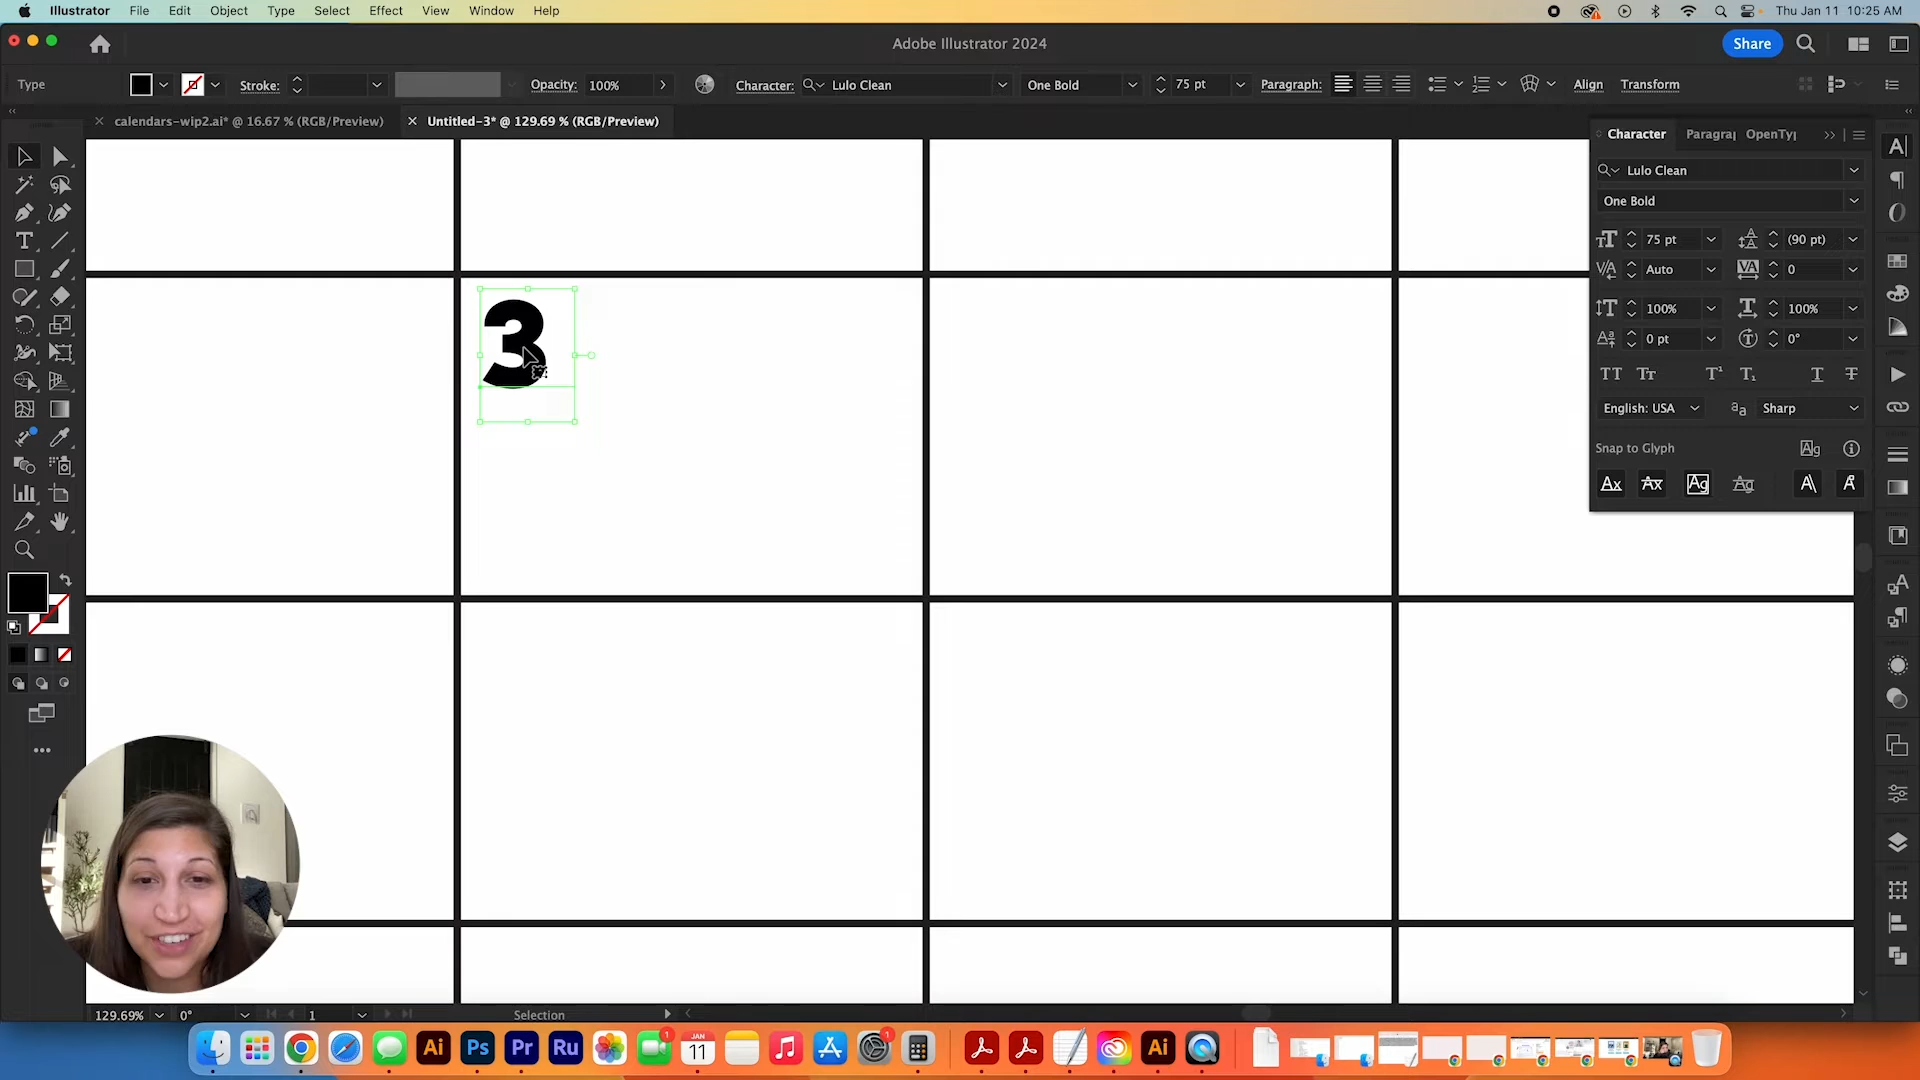 Illustrator File Edit Object Type Select Effect View Window Help Thu Jan 11 10:25 AM
Adobe Illustrator 2024 Share
Type Stroke: Opacity: 100% Character: Lulo Clean One Bold 75 pt Paragraph: Align Transform
calendars-wip2.ai* @ 16.67 % (RGB/Preview) Untitled-3* @ 129.69 % (RGB/Preview)
Character Paragra OpenTy
Lulo Clean
One Bold
75 pt (90 pt)
Auto 0
100% 100%
0 pt 0°
English: USA Sharp
Snap to Glyph
3
129.69% 0° 1 Selection
JAN
11
Ai Ps Pr Ru Ai
1 1